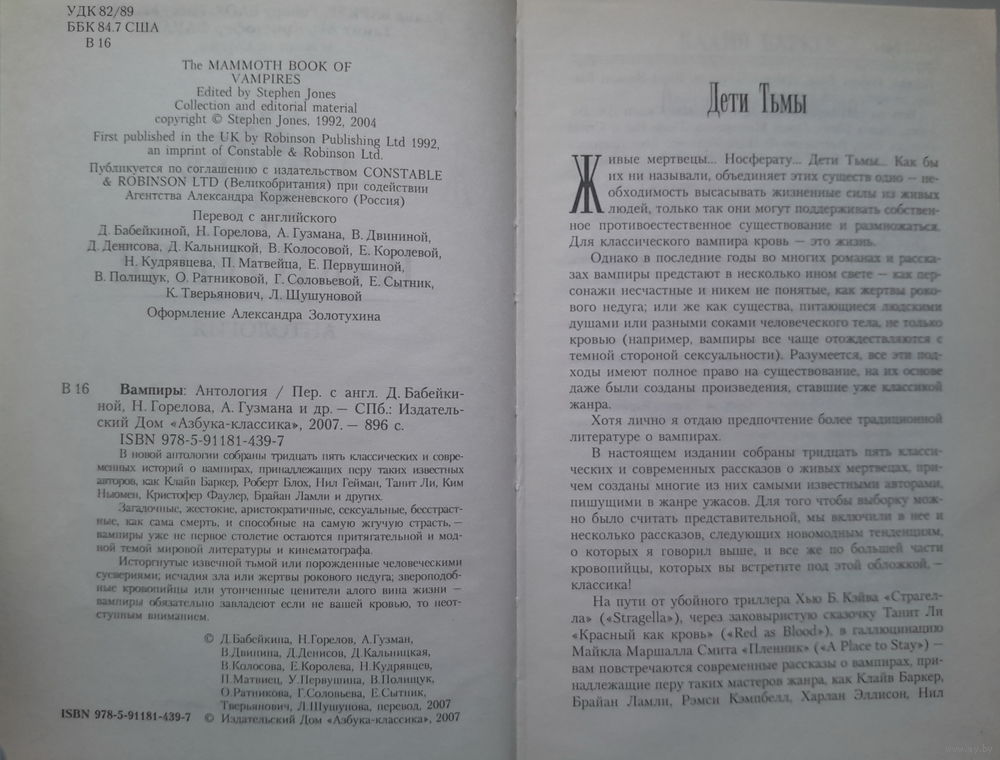 УДК 82/89
ББК 84.7 США
В 16
The MAMMOTH BOOK OF
VAMPIRES
Edited by Stephen Jones
Collection and editorial material
copyright © Stephen Jones, 1992, 2004
First published in the UK by Robinson Publishing Ltd 1992,
an imprint of Constable & Robinson Ltd.
Публикуется по соглашению с издательством CONSTABLE
& ROBINSON LTD (Великобритания) при содействии
Агентства Александра Корженевского (Россия)
Перевод с английского
Д. Бабейкиной, Н. Горелова, А. Гузмана, В. Двининой,
Д. Денисова, Д. Кальницкой, В. Колосовой, Е. Королевой,
Н. Кудрявцева, П. Матвейца, Е. Первушиной,
В. Полищук, О. Ратниковой, Г. Соловьевой, Е. Сытник,
К. Тверьянович, Л. Шушуновой
Оформление Александра Золотухина
В 16 Вампиры: Антология / Пер. с англ. Д. Бабейки-
ной, Н. Горелова, А. Гузмана и др. — СПб.: Издатель-
ский Дом «Азбука-классика», 2007. — 896 с.
ISBN 978-5-91181-439-7
В новой антологии собраны тридцать пять классических и совре-
менных историй о вампирах, принадлежащих перу таких известных
авторов, как Клайв Баркер, Роберт Блох, Нил Гейман, Танит Ли, Ким
Ньюмен, Кристофер Фаулер, Брайан Ламли и других.
Загадочные, жестокие, аристократичные, сексуальные, бесстраст-
ные, как сама смерть, и способные на самую жгучую страсть, —
вампиры уже не первое столетие остаются притягательной и мод-
ной темой мировой литературы и кинематографа.
Исторгнутые извечной тьмой или порожденные человеческими
суевериями; исчадия зла или жертвы рокового недуга; звероподоб-
ные кровопийцы или утонченные ценители алого вина жизни —
вампиры обязательно завладеют если не вашей кровью, то неот-
ступным вниманием.
© Д.Бабейкина, Н.Горелов, А.Гузман,
В.Двинина, Д.Денисов, Д.Кальницкая,
В.Колосова, Е.Королева, Н.Кудрявцев,
П.Матвиец, У.Первушина, В.Полищук,
О.Ратникова, Г.Соловьева, Е.Сытник,
Тверьянович, Л.Шушунова, перевод, 2007
ISBN 978-5-91181-439-7 © Издательский Дом «Азбука-классика», 2007
Дети Тьмы
Живые мертвецы... Носферату... Дети Тьмы... Как бы
их ни называли, объединяет этих существ одно — не-
обходимость высасывать жизненные силы из живых
людей, только так они могут поддерживать собствен-
ное противоестественное существование и размножаться.
Для классического вампира кровь — это жизнь.
Однако в последние годы во многих романах и расска-
зах вампиры предстают в несколько ином свете — как пер-
сонажи несчастные и никем не понятые, как жертвы роко-
вого недуга; или же как существа, питающиеся людскими
душами или разными соками человеческого тела, не только
кровью (например, вампиры все чаще отождествляются с
темной стороной сексуальности). Разумеется, все эти под-
ходы имеют полное право на существование, на их основе
даже были созданы произведения, ставшие уже классикой
жанра.
Хотя лично я отдаю предпочтение более традиционной
литературе о вампирах.
В настоящем издании собраны тридцать пять класси-
ческих и современных рассказов о живых мертвецах, при-
чем созданы многие из них самыми известными авторами,
пишущими в жанре ужасов. Для того чтобы выборку мож-
но было считать представительной, мы включили в нее и
несколько рассказов, следующих новомодным тенденциям,
о которых я говорил выше, и все же по большей части
кровопийцы, которых вы встретите под этой обложкой, —
классика!
На пути от убойного триллера Хью Б. Кэйва «Страгел-
ла» («Stragella»), через заковыристую сказочку Танит Ли
«Красный как кровь» («Red as Blood»), в галлюцинацию
Майкла Маршалла Смита «Пленник» («A Place to Stay») —
вам повстречаются современные рассказы о вампирах, при-
надлежащие перу таких мастеров жанра, как Клайв Баркер,
Брайан Ламли, Рэмси Кэмпбелл, Харлан Эллисон, Нил